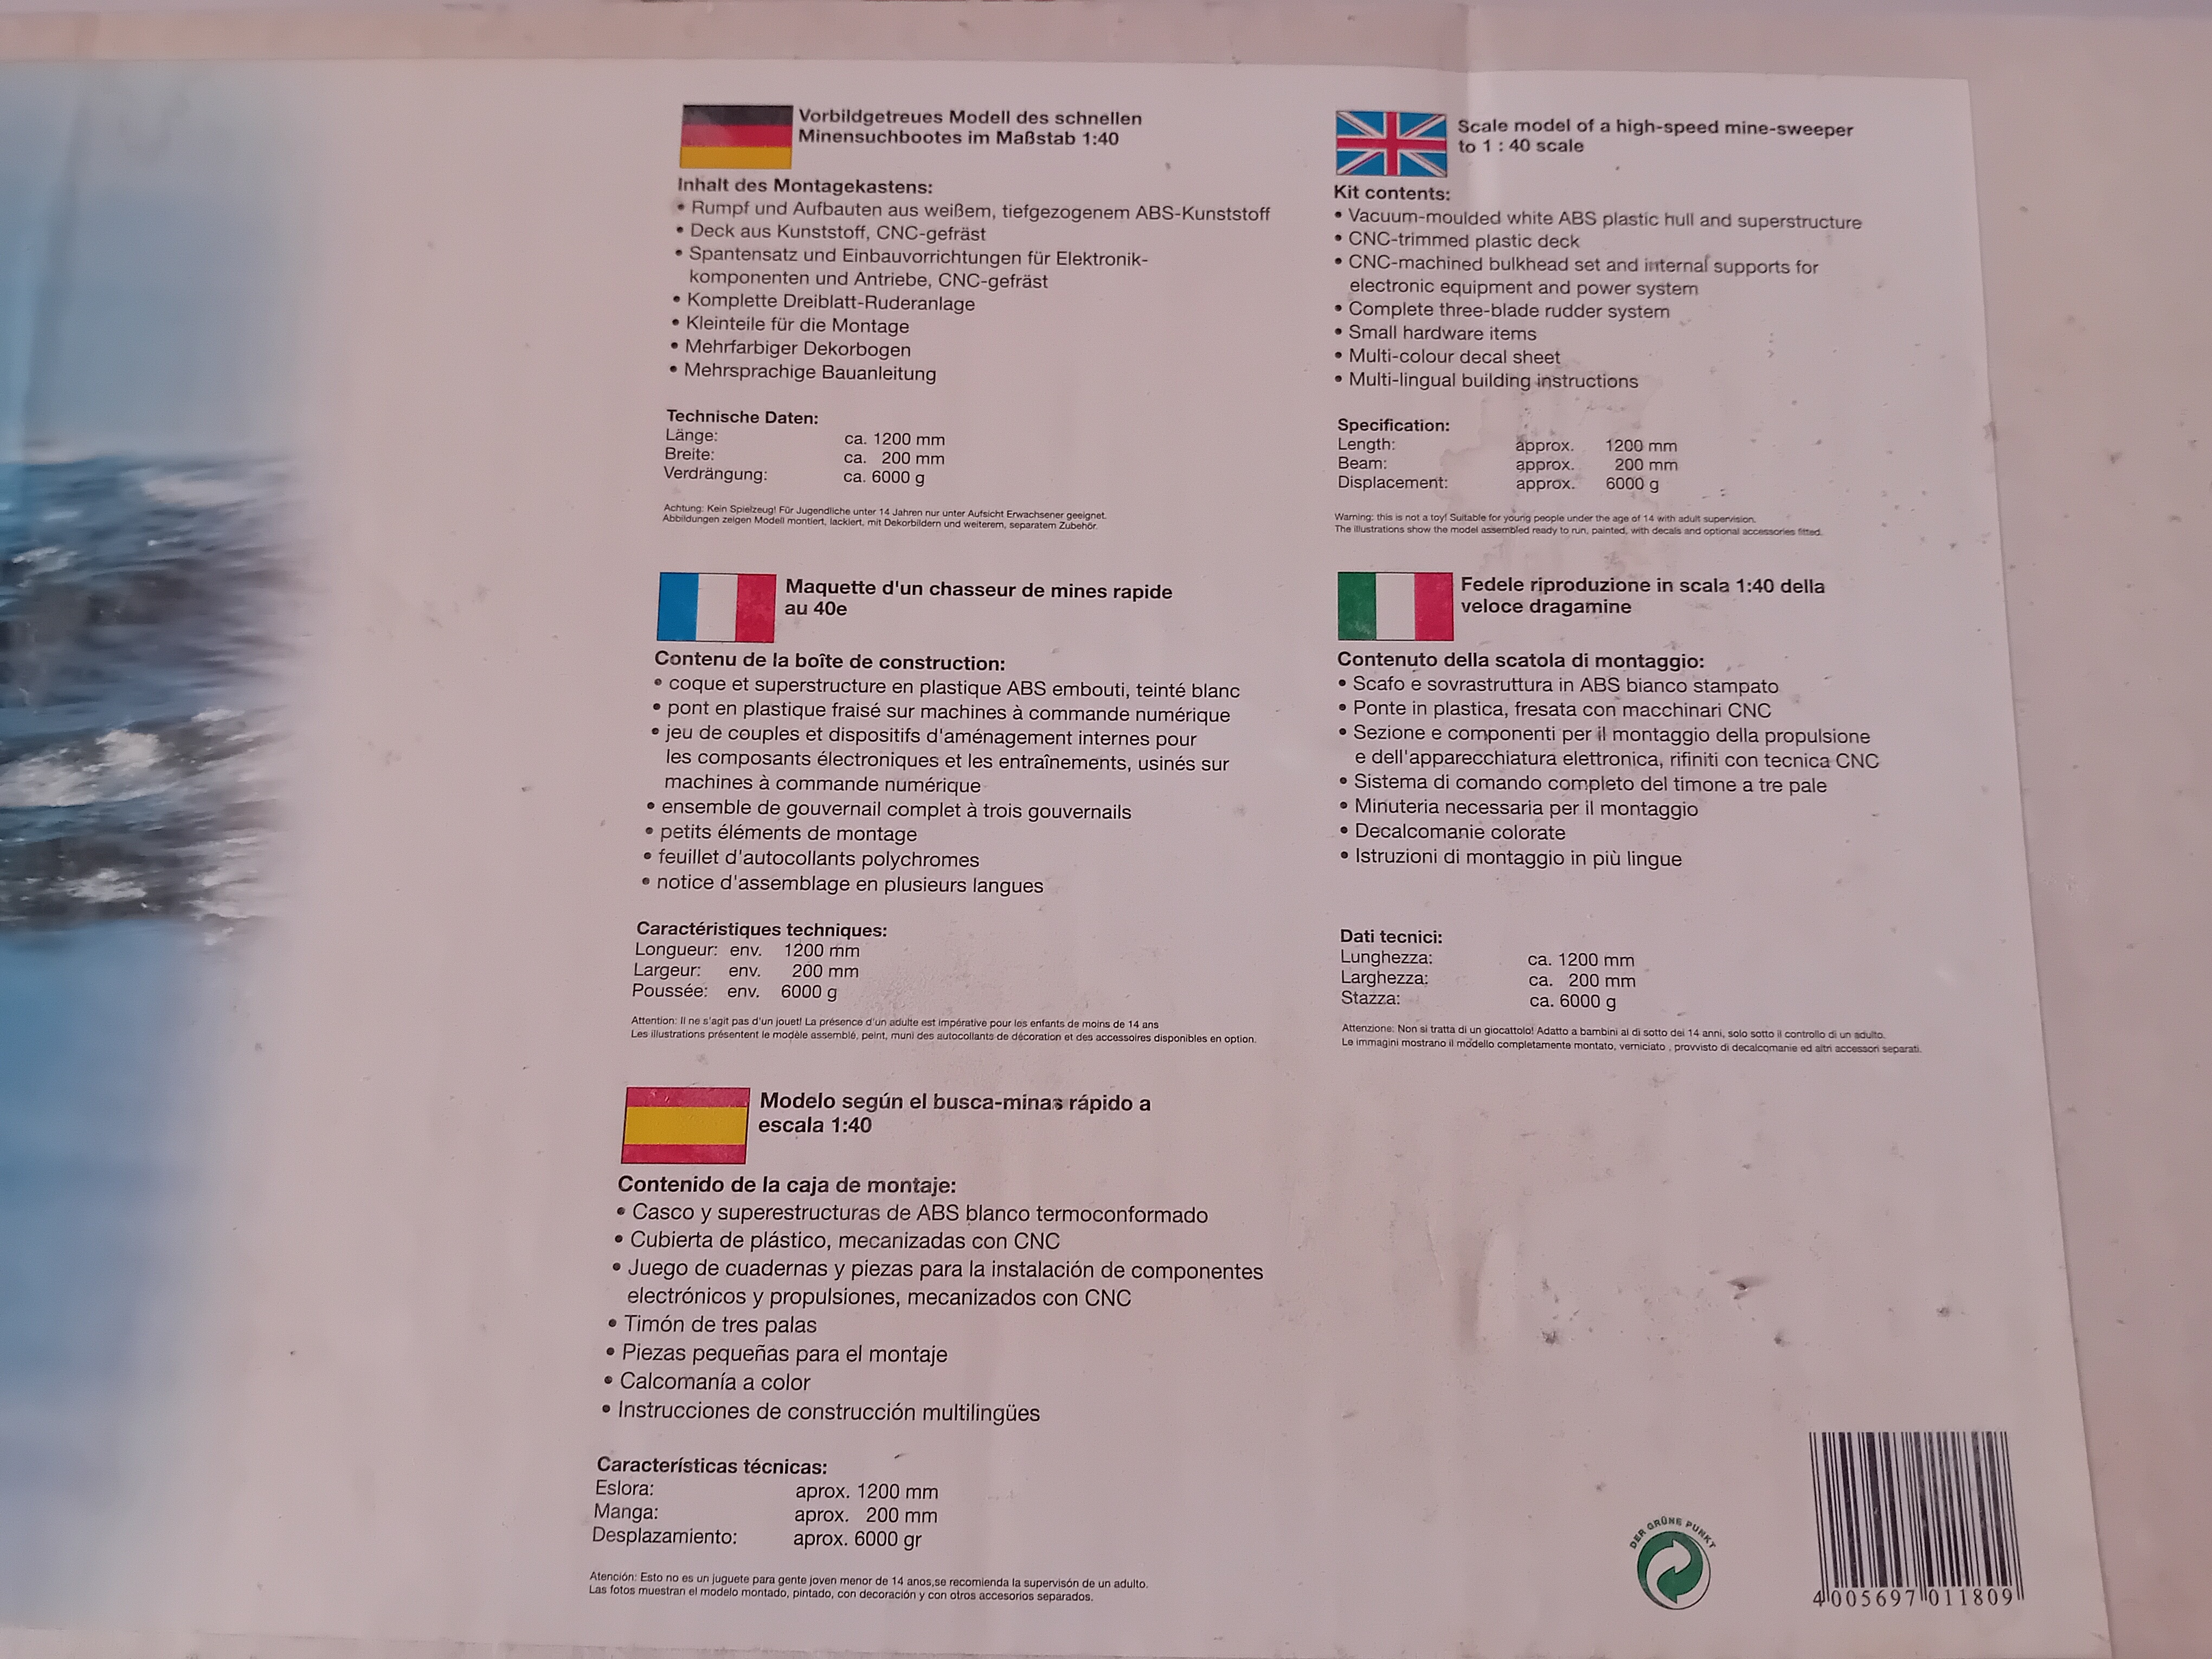 Vorbildgetreues Modell des schnellen
Minensuchbootes im Maßstab 1:40
Inhalt des Montagekastens:
• Rumpf und Aufbauten aus weißem, tiefgezogenem ABS-Kunststoff
• Deck aus Kunststoff, CNC-gefräst
• Spantensatz und Einbauvorrichtungen für Elektronik-
komponenten und Antriebe, CNC-gefräst
• Komplette Dreiblatt-Ruderanlage
• Kleinteile für die Montage
• Mehrfarbiger Dekorbogen
• Mehrsprachige Bauanleitung
Technische Daten:
Länge: ca. 1200 mm
Breite: ca. 200 mm
Verdrängung: ca. 6000 g
Achtung: Kein Spielzeug! Für Jugendliche unter 14 Jahren nur unter Aufsicht Erwachsener geeignet.
Abbildungen zeigen Modell montiert, lackiert, mit Dekorbildern und weiterem, separatem Zubehör.
Scale model of a high-speed mine-sweeper
to 1 : 40 scale
Kit contents:
• Vacuum-moulded white ABS plastic hull and superstructure
• CNC-trimmed plastic deck
• CNC-machined bulkhead set and internal supports for
electronic equipment and power system
• Complete three-blade rudder system
• Small hardware items
• Multi-colour decal sheet
• Multi-lingual building instructions
Specification:
Length: approx. 1200 mm
Beam: approx. 200 mm
Displacement: approx. 6000 g
Warning: this is not a toy! Suitable for young people under the age of 14 with adult supervision.
The illustrations show the model assembled ready to run, painted, with decals and optional accessories fitted.
Maquette d'un chasseur de mines rapide
au 40e
Contenu de la boîte de construction:
• coque et superstructure en plastique ABS embouti, teinté blanc
• pont en plastique fraisé sur machines à commande numérique
• jeu de couples et dispositifs d'aménagement internes pour
les composants électroniques et les entraînements, usinés sur
machines à commande numérique
• ensemble de gouvernail complet à trois gouvernails
• petits éléments de montage
• feuillet d'autocollants polychromes
• notice d'assemblage en plusieurs langues
Caractéristiques techniques:
Longueur: env. 1200 mm
Largeur: env. 200 mm
Poussée: env. 6000 g
Attention: Il ne s'agit pas d'un jouet! La présence d'un adulte est impérative pour les enfants de moins de 14 ans
Les illustrations présentent le modèle assemblé, peint, muni des autocollants de décoration et des accessoires disponibles en option.
Fedele riproduzione in scala 1:40 della
veloce dragamine
Contenuto della scatola di montaggio:
• Scafo e sovrastruttura in ABS bianco stampato
• Ponte in plastica, fresata con macchinari CNC
• Sezione e componenti per il montaggio della propulsione
e dell'apparecchiatura elettronica, rifiniti con tecnica CNC
• Sistema di comando completo del timone a tre pale
• Minuteria necessaria per il montaggio
• Decalcomanie colorate
• Istruzioni di montaggio in più lingue
Dati tecnici:
Lunghezza: ca. 1200 mm
Larghezza: ca. 200 mm
Stazza: ca. 6000 g
Attenzione: Non si tratta di un giocattolo! Adatto a bambini al di sotto dei 14 anni, solo sotto il controllo di un adulto.
Le immagini mostrano il modello completamente montato, verniciato , provvisto di decalcomanie ed altri accessori separati.
Modelo según el busca-minas rápido a
escala 1:40
Contenido de la caja de montaje:
• Casco y superestructuras de ABS blanco termoconformado
• Cubierta de plástico, mecanizadas con CNC
• Juego de cuadernas y piezas para la instalación de componentes
electrónicos y propulsiones, mecanizados con CNC
• Timón de tres palas
• Piezas pequeñas para el montaje
• Calcomanía a color
• Instrucciones de construcción multilingües
Características técnicas:
Eslora: aprox. 1200 mm
Manga: aprox. 200 mm
Desplazamiento: aprox. 6000 gr
Atención: Esto no es un juguete para gente joven menor de 14 anos,se recomienda la supervisón de un adulto.
Las fotos muestran el modelo montado, pintado, con decoración y con otros accesorios separados.
DER GRÜNE PUNKT
4 005697 011809